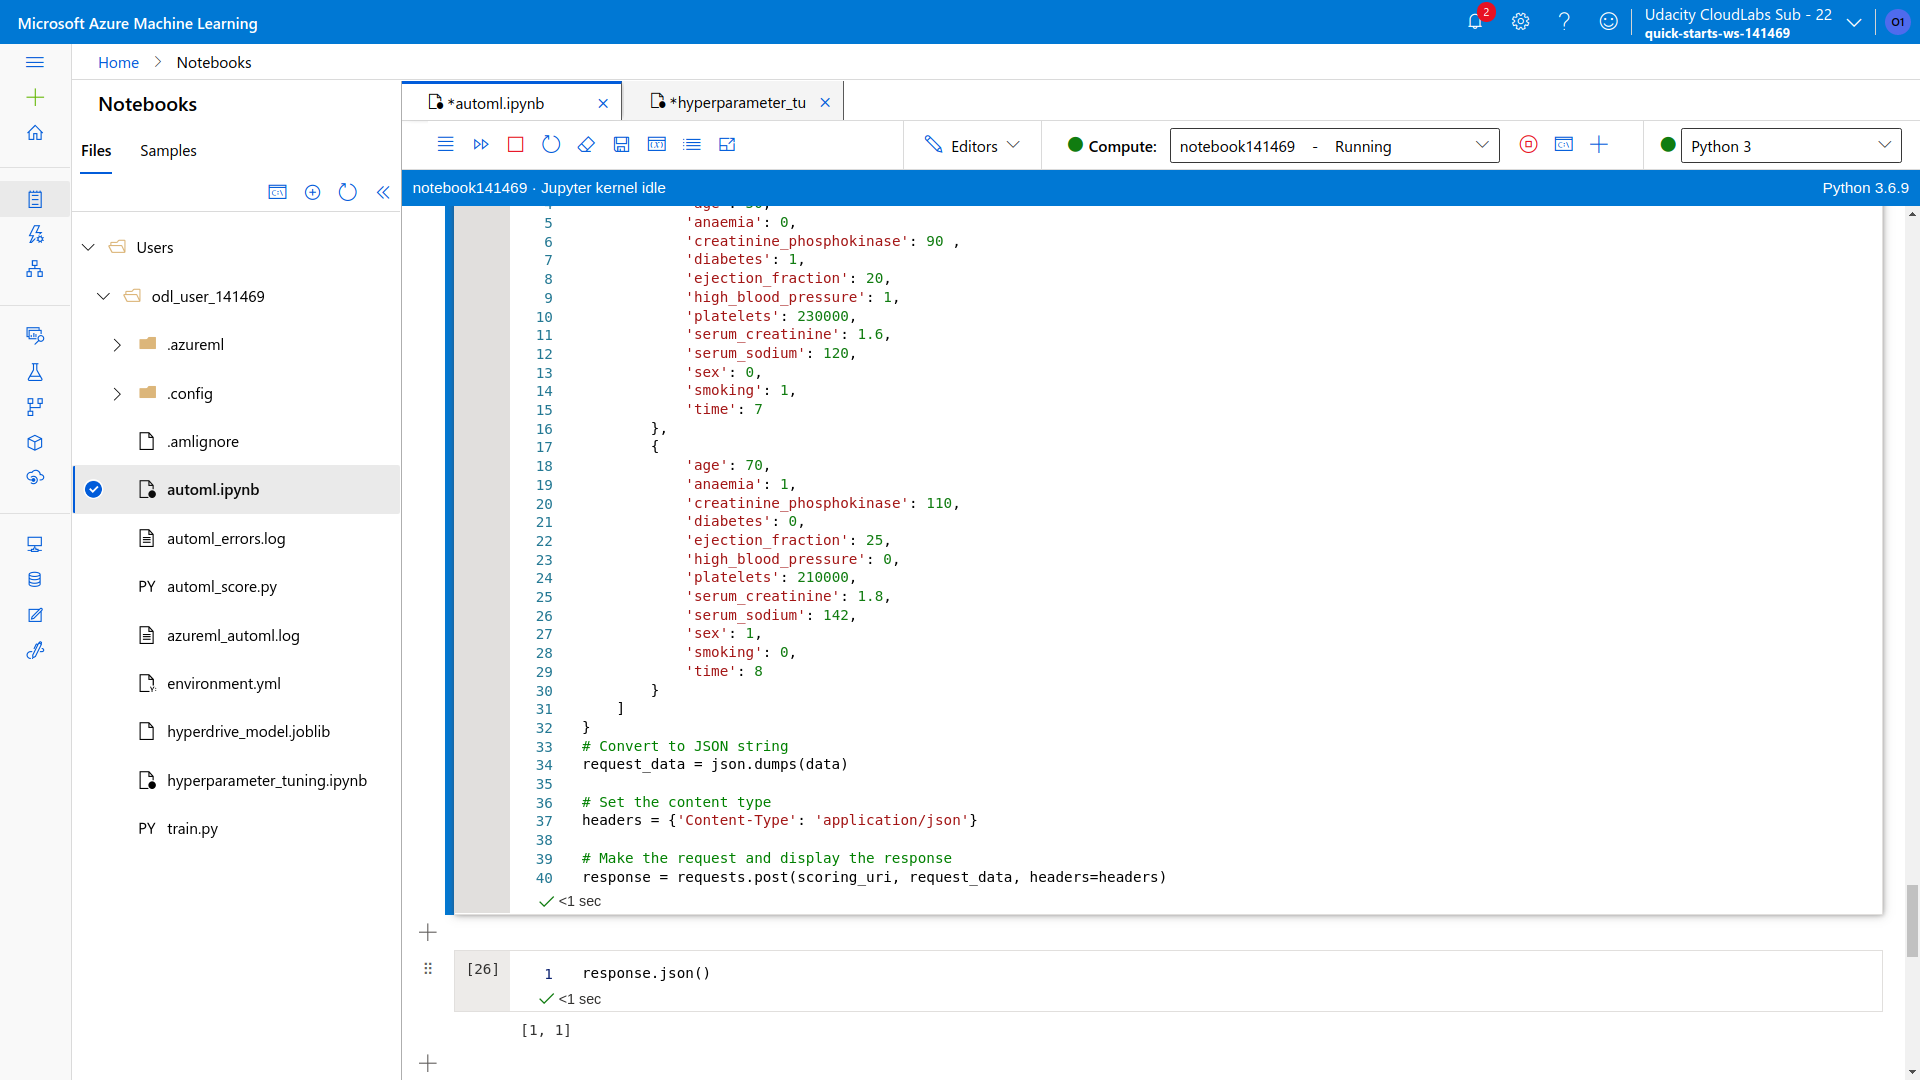 Microsoft Azure Machine Learning
2
Udacity CloudLabs Sub - 22
quick-starts-ws-141469
O1
Home > Notebooks
Notebooks
Files
Samples
Users
odl_user_141469
.azureml
.config
.amlignore
automl.ipynb
automl_errors.log
PY automl_score.py
azureml_automl.log
environment.yml
hyperdrive_model.joblib
hyperparameter_tuning.ipynb
PY train.py
*automl.ipynb
*hyperparameter_tu
Editors
Compute:
notebook141469 - Running
Python 3
notebook141469 · Jupyter kernel idle
Python 3.6.9
5 'anaemia': 0,
6 'creatinine_phosphokinase': 90 ,
7 'diabetes': 1,
8 'ejection_fraction': 20,
9 'high_blood_pressure': 1,
10 'platelets': 230000,
11 'serum_creatinine': 1.6,
12 'serum_sodium': 120,
13 'sex': 0,
14 'smoking': 1,
15 'time': 7
16 },
17 {
18 'age': 70,
19 'anaemia': 1,
20 'creatinine_phosphokinase': 110,
21 'diabetes': 0,
22 'ejection_fraction': 25,
23 'high_blood_pressure': 0,
24 'platelets': 210000,
25 'serum_creatinine': 1.8,
26 'serum_sodium': 142,
27 'sex': 1,
28 'smoking': 0,
29 'time': 8
30 }
31 ]
32 }
33 # Convert to JSON string
34 request_data = json.dumps(data)
35
36 # Set the content type
37 headers = {'Content-Type': 'application/json'}
38
39 # Make the request and display the response
40 response = requests.post(scoring_uri, request_data, headers=headers)
<1 sec
[26]
1 response.json()
<1 sec
[1, 1]